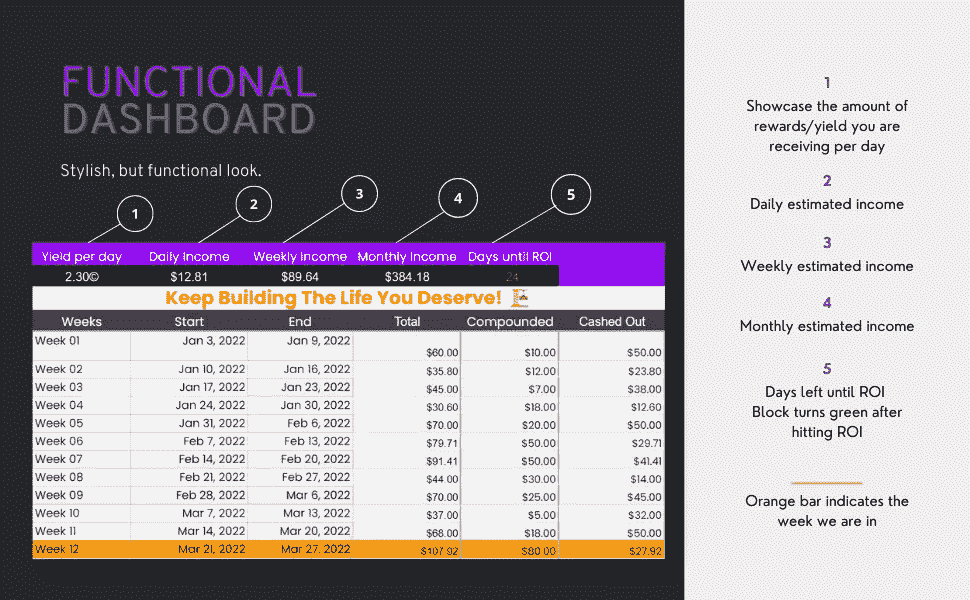 FUNCTIONAL
DASHBOARD
Stylish, but functional look.
1 2 3 4 5
Yield per day Daily Income Weekly Income Monthly Income Days until ROI
2.30© $12.81 $89.64 $384.18 24
Keep Building The Life You Deserve!
Weeks Start End Total Compounded Cashed Out
Week 01 Jan 3, 2022 Jan 9, 2022 $60.00 $10.00 $50.00
Week 02 Jan 10, 2022 Jan 16, 2022 $35.80 $12.00 $23.80
Week 03 Jan 17, 2022 Jan 23, 2022 $45.00 $7.00 $38.00
Week 04 Jan 24, 2022 Jan 30, 2022 $30.60 $18.00 $12.60
Week 05 Jan 31, 2022 Feb 6, 2022 $70.00 $20.00 $50.00
Week 06 Feb 7, 2022 Feb 13, 2022 $79.71 $50.00 $29.71
Week 07 Feb 14, 2022 Feb 20, 2022 $91.41 $50.00 $41.41
Week 08 Feb 21, 2022 Feb 27, 2022 $44.00 $30.00 $14.00
Week 09 Feb 28, 2022 Mar 6, 2022 $70.00 $25.00 $45.00
Week 10 Mar 7, 2022 Mar 13, 2022 $37.00 $5.00 $32.00
Week 11 Mar 14, 2022 Mar 20, 2022 $68.00 $18.00 $50.00
Week 12 Mar 21, 2022 Mar 27, 2022 $107.92 $80.00 $27.92
1
Showcase the amount of
rewards/yield you are
receiving per day
2
Daily estimated income
3
Weekly estimated income
4
Monthly estimated income
5
Days left until ROI
Block turns green after
hitting ROI
Orange bar indicates the
week we are in